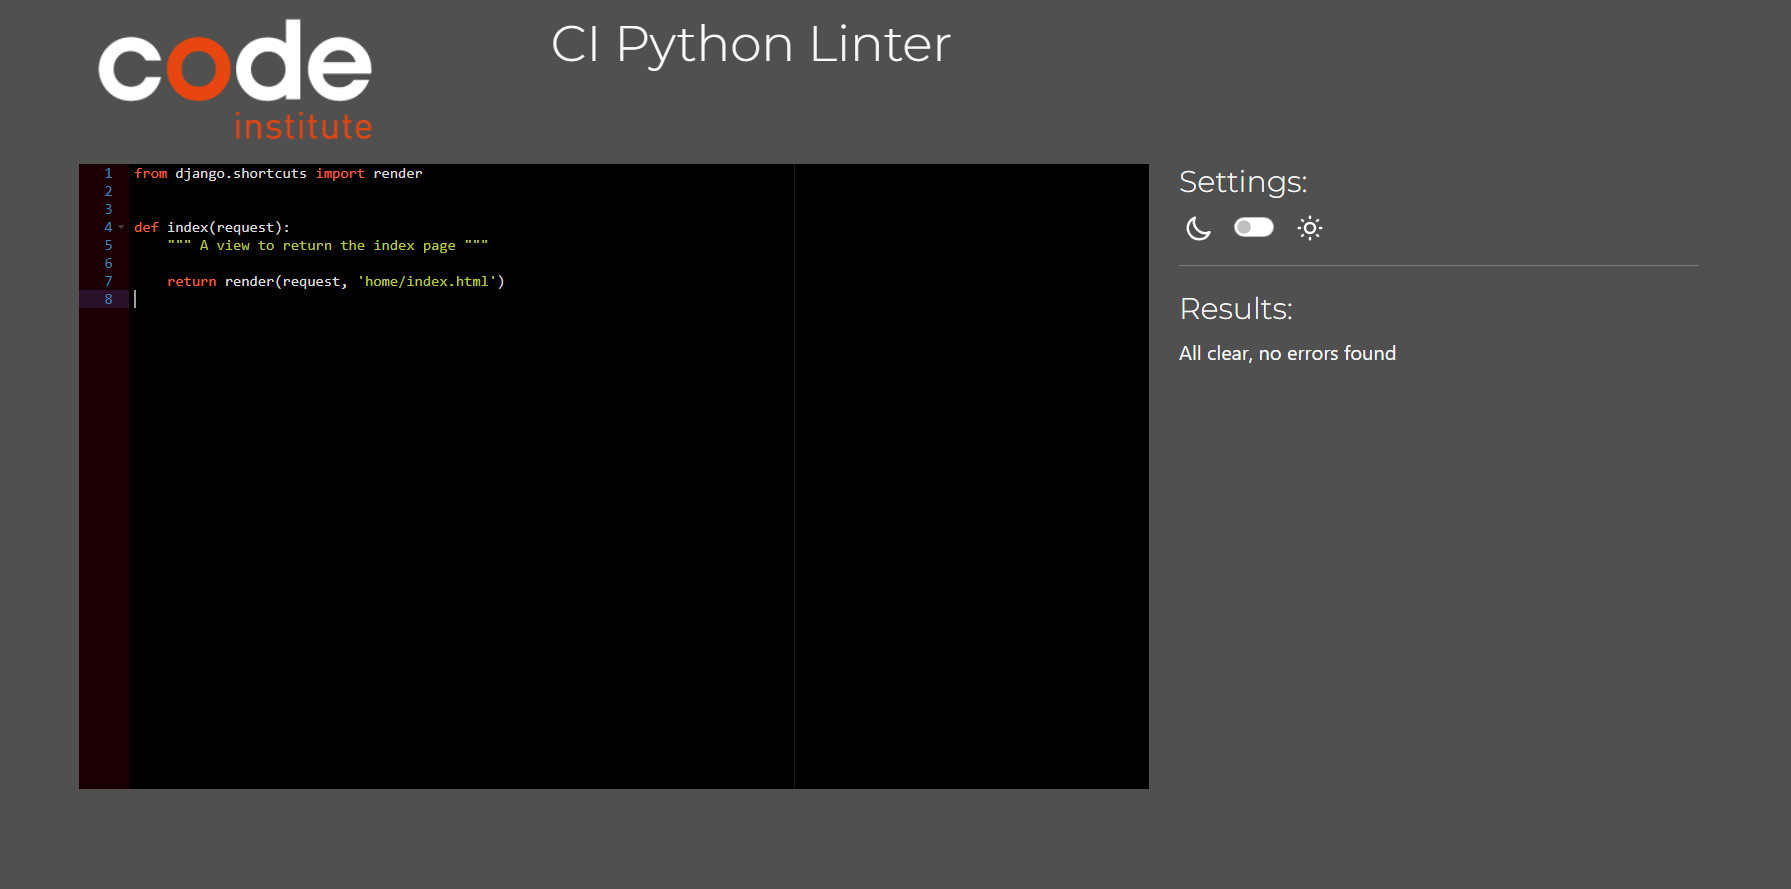 code
institute
CI Python Linter
1 from django.shortcuts import render
2
3
4 def index(request):
5     """ A view to return the index page """
6
7     return render(request, 'home/index.html')
8
Settings:
Results:
All clear, no errors found